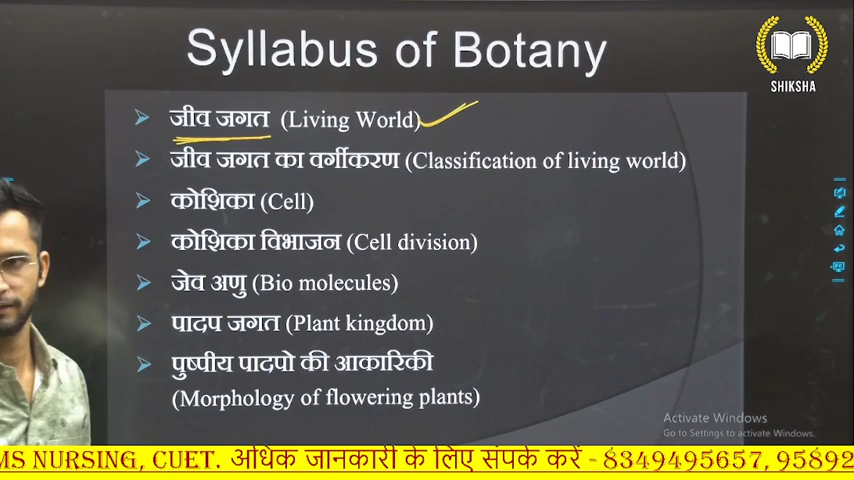 Syllabus of Botany
SHIKSHA
जीव जगत (Living World)
जीव जगत का वर्गीकरण (Classification of living world)
कोशिका (Cell)
कोशिका विभाजन (Cell division)
जेव अणु (Bio molecules)
पादप जगत (Plant kingdom)
पुष्पीय पादपो की आकारिकी
(Morphology of flowering plants)
Activate Windows
Go to Settings to activate Windows.
MS NURSING, CUET. अधिक जानकारी के लिए संपर्क करें - 8349495657, 95892